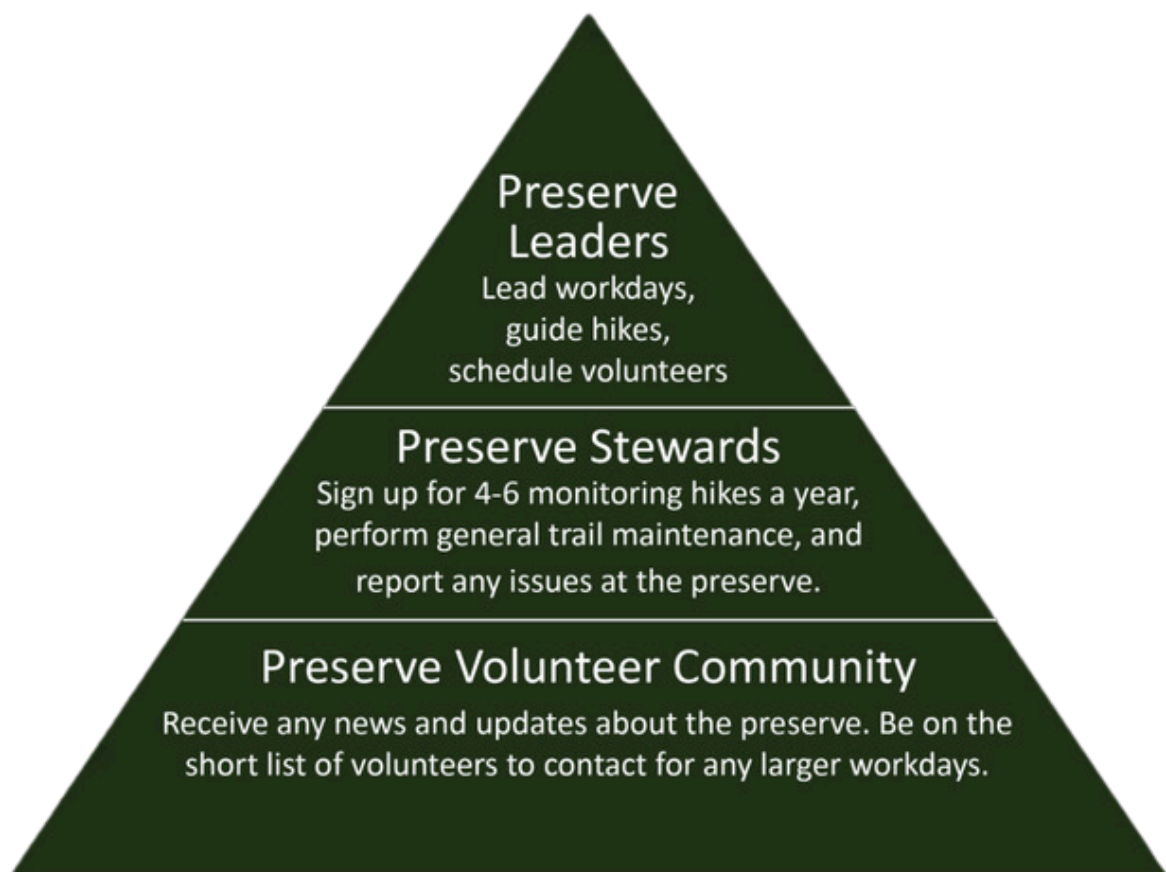 Preserve
Leaders
Lead workdays,
guide hikes,
schedule volunteers
Preserve Stewards
Sign up for 4-6 monitoring hikes a year,
perform general trail maintenance, and
report any issues at the preserve.
Preserve Volunteer Community
Receive any news and updates about the preserve. Be on the
short list of volunteers to contact for any larger workdays.